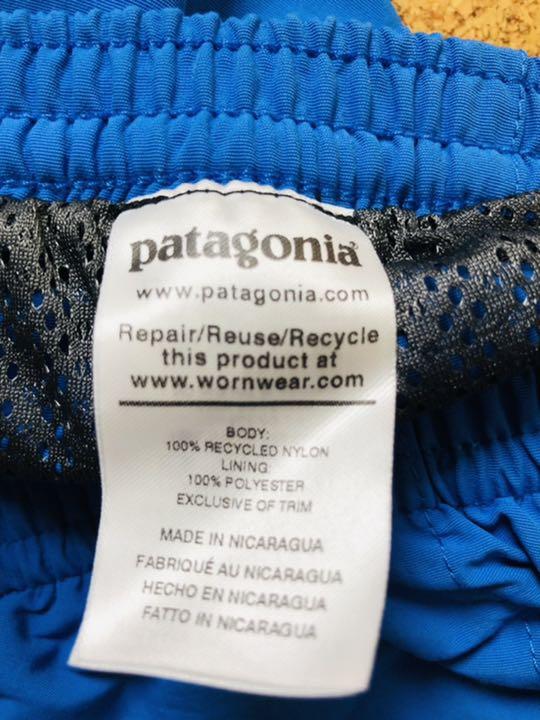 patagonia®
www.patagonia.com
Repair/Reuse/Recycle
this product at
www.wornwear.com
BODY:
100% RECYCLED NYLON
LINING:
100% POLYESTER
EXCLUSIVE OF TRIM
MADE IN NICARAGUA
FABRIQUÉ AU NICARAGUA
HECHO EN NICARAGUA
FATTO IN NICARAGUA